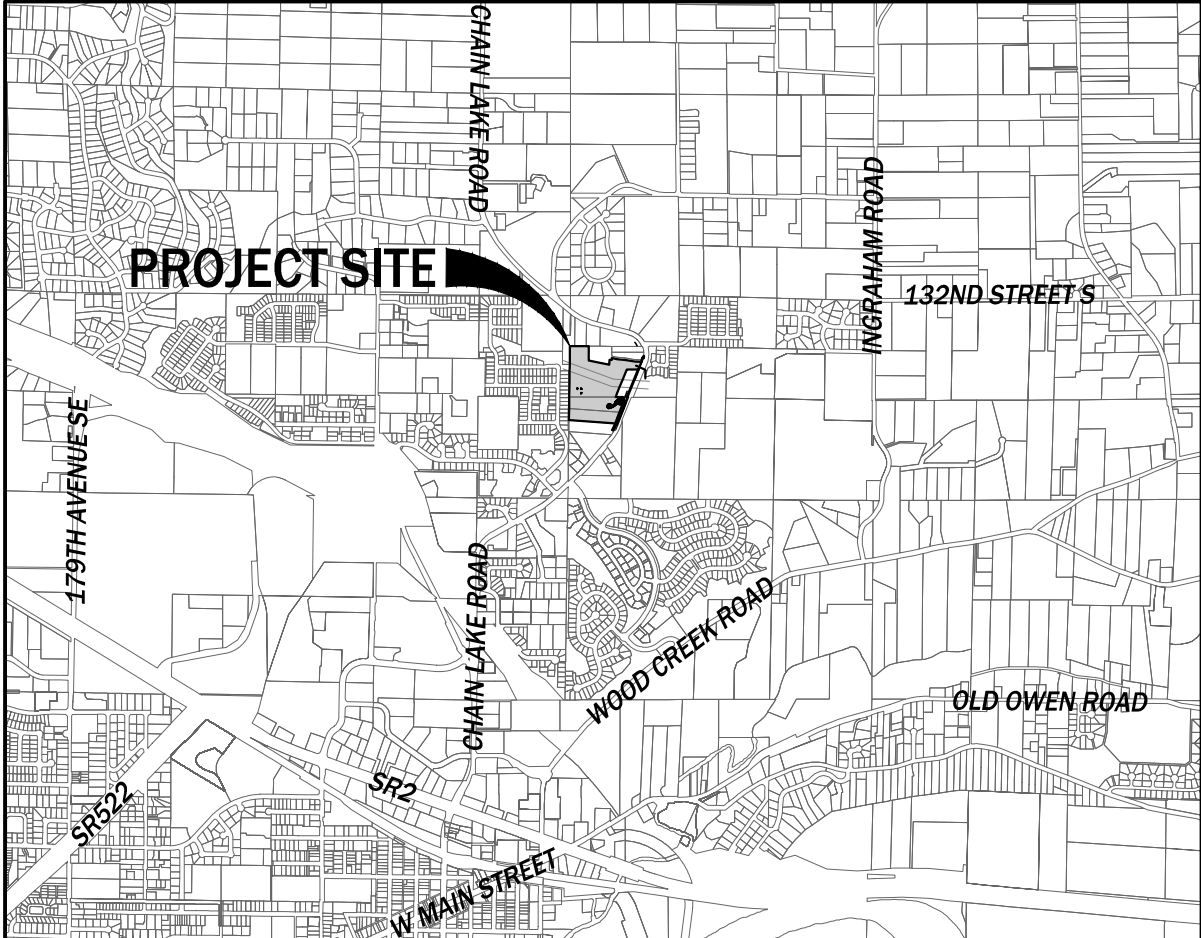 CHAIN LAKE ROAD
INGRAHAM ROAD
PROJECT SITE
132ND STREET S
179TH AVENUE SE
CHAIN LAKE ROAD
WOOD CREEK ROAD
OLD OWEN ROAD
SR2
SR522
W MAIN STREET